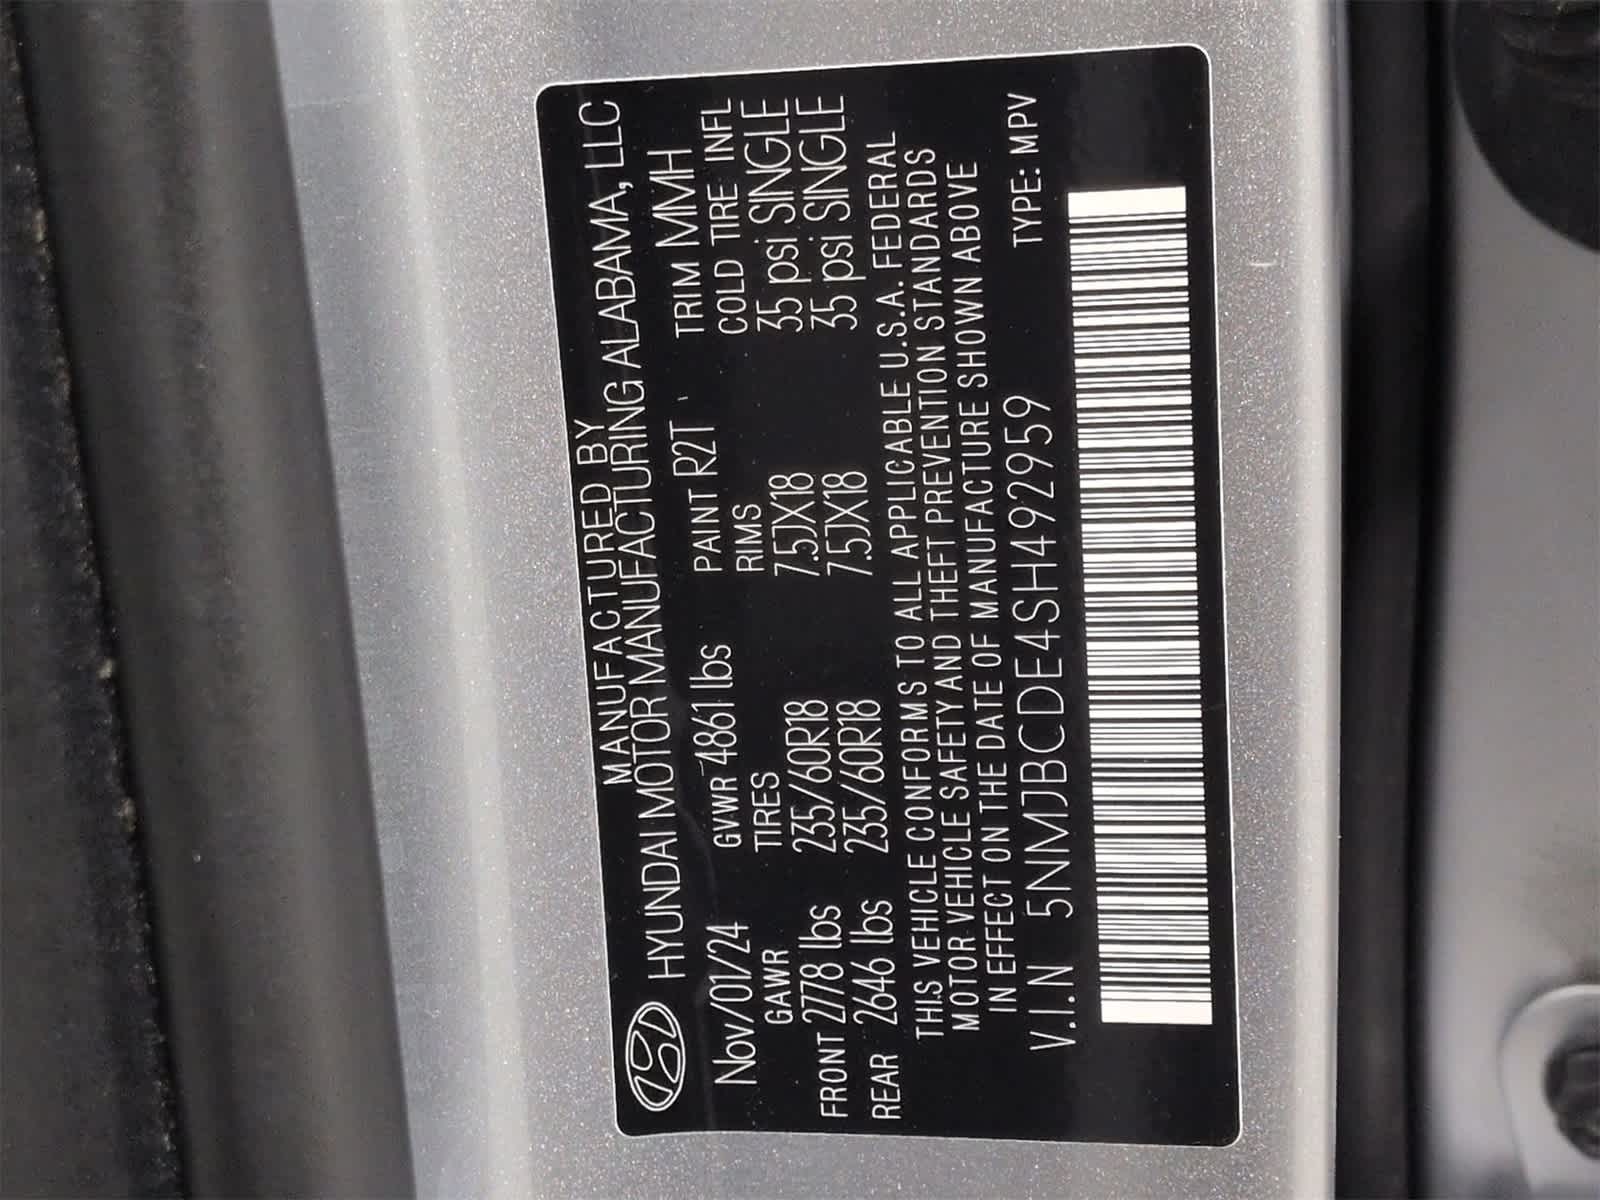 MANUFACTURED BY
HYUNDAI MOTOR MANUFACTURING ALABAMA, LLC
Nov/01/24 GVWR 4861 lbs PAINT R2T TRIM MMH
GAWR TIRES RIMS COLD TIRE INFL
FRONT 2778 lbs 235/60R18 7.5JX18 35 psi SINGLE
REAR 2646 lbs 235/60R18 7.5JX18 35 psi SINGLE
THIS VEHICLE CONFORMS TO ALL APPLICABLE U.S.A. FEDERAL
MOTOR VEHICLE SAFETY AND THEFT PREVENTION STANDARDS
IN EFFECT ON THE DATE OF MANUFACTURE SHOWN ABOVE
V.I.N 5NMJBCDE4SH492959 TYPE: MPV